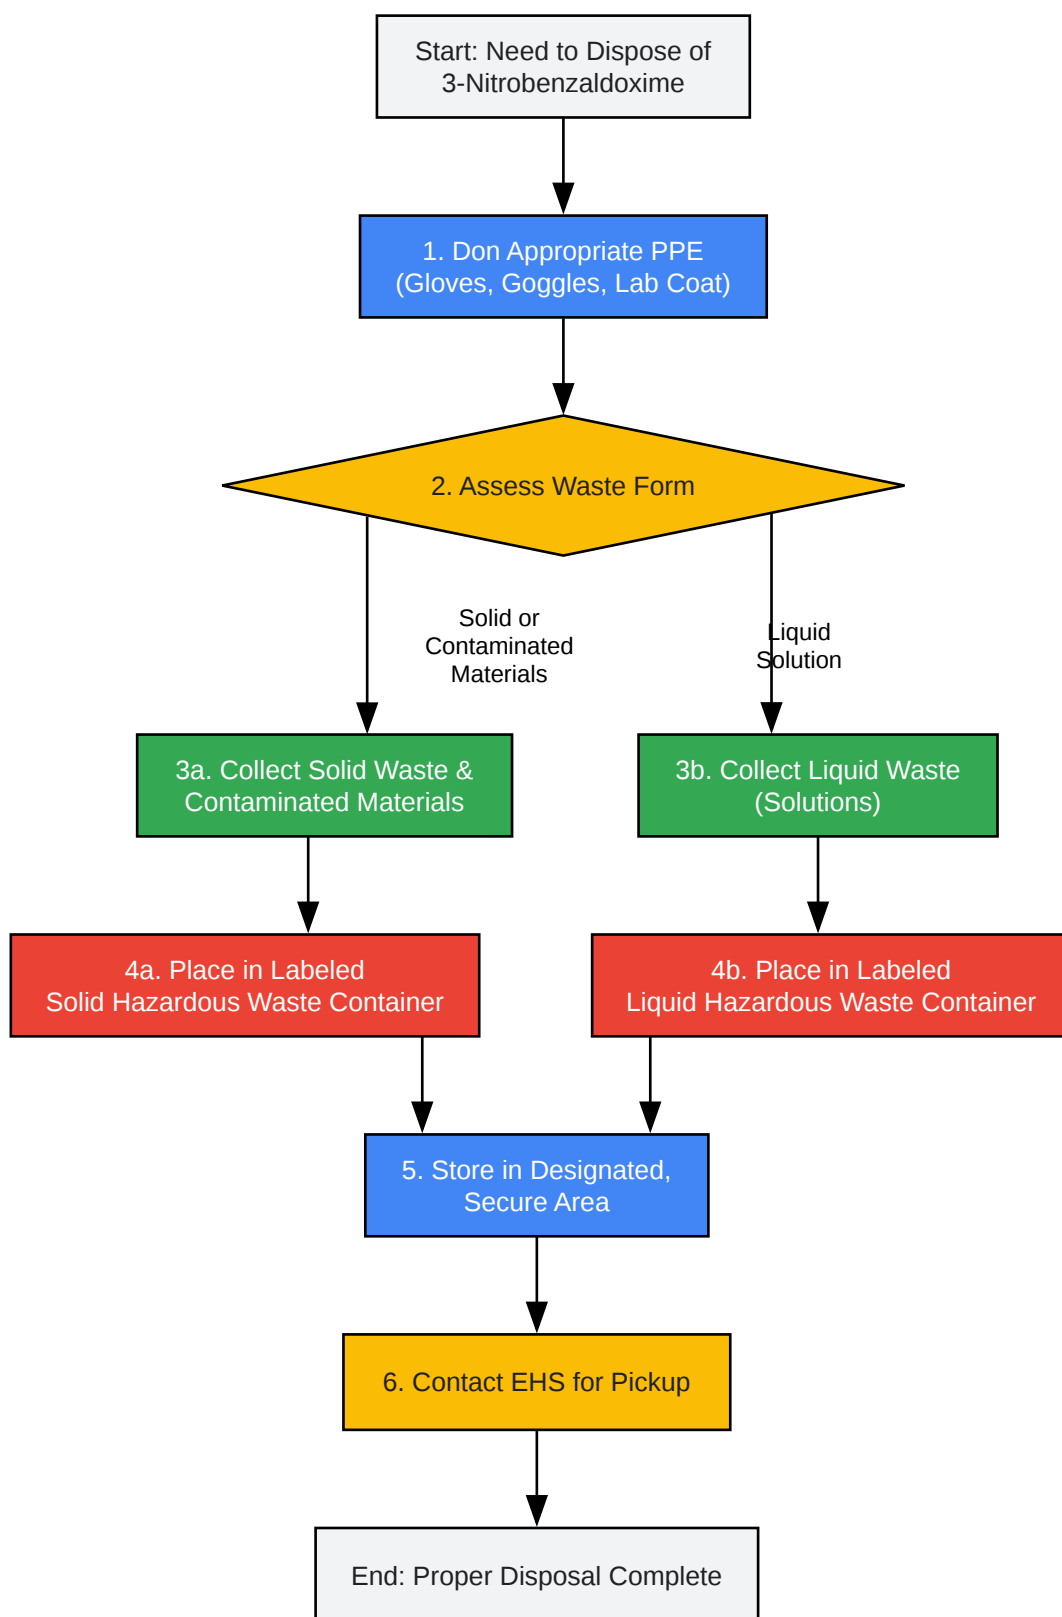 Start: Need to Dispose of
3-Nitrobenzaldoxime
1. Don Appropriate PPE
(Gloves, Goggles, Lab Coat)
2. Assess Waste Form
Solid or
Contaminated
Materials
Liquid
Solution
3a. Collect Solid Waste &
Contaminated Materials
3b. Collect Liquid Waste
(Solutions)
4a. Place in Labeled
Solid Hazardous Waste Container
4b. Place in Labeled
Liquid Hazardous Waste Container
5. Store in Designated,
Secure Area
6. Contact EHS for Pickup
End: Proper Disposal Complete